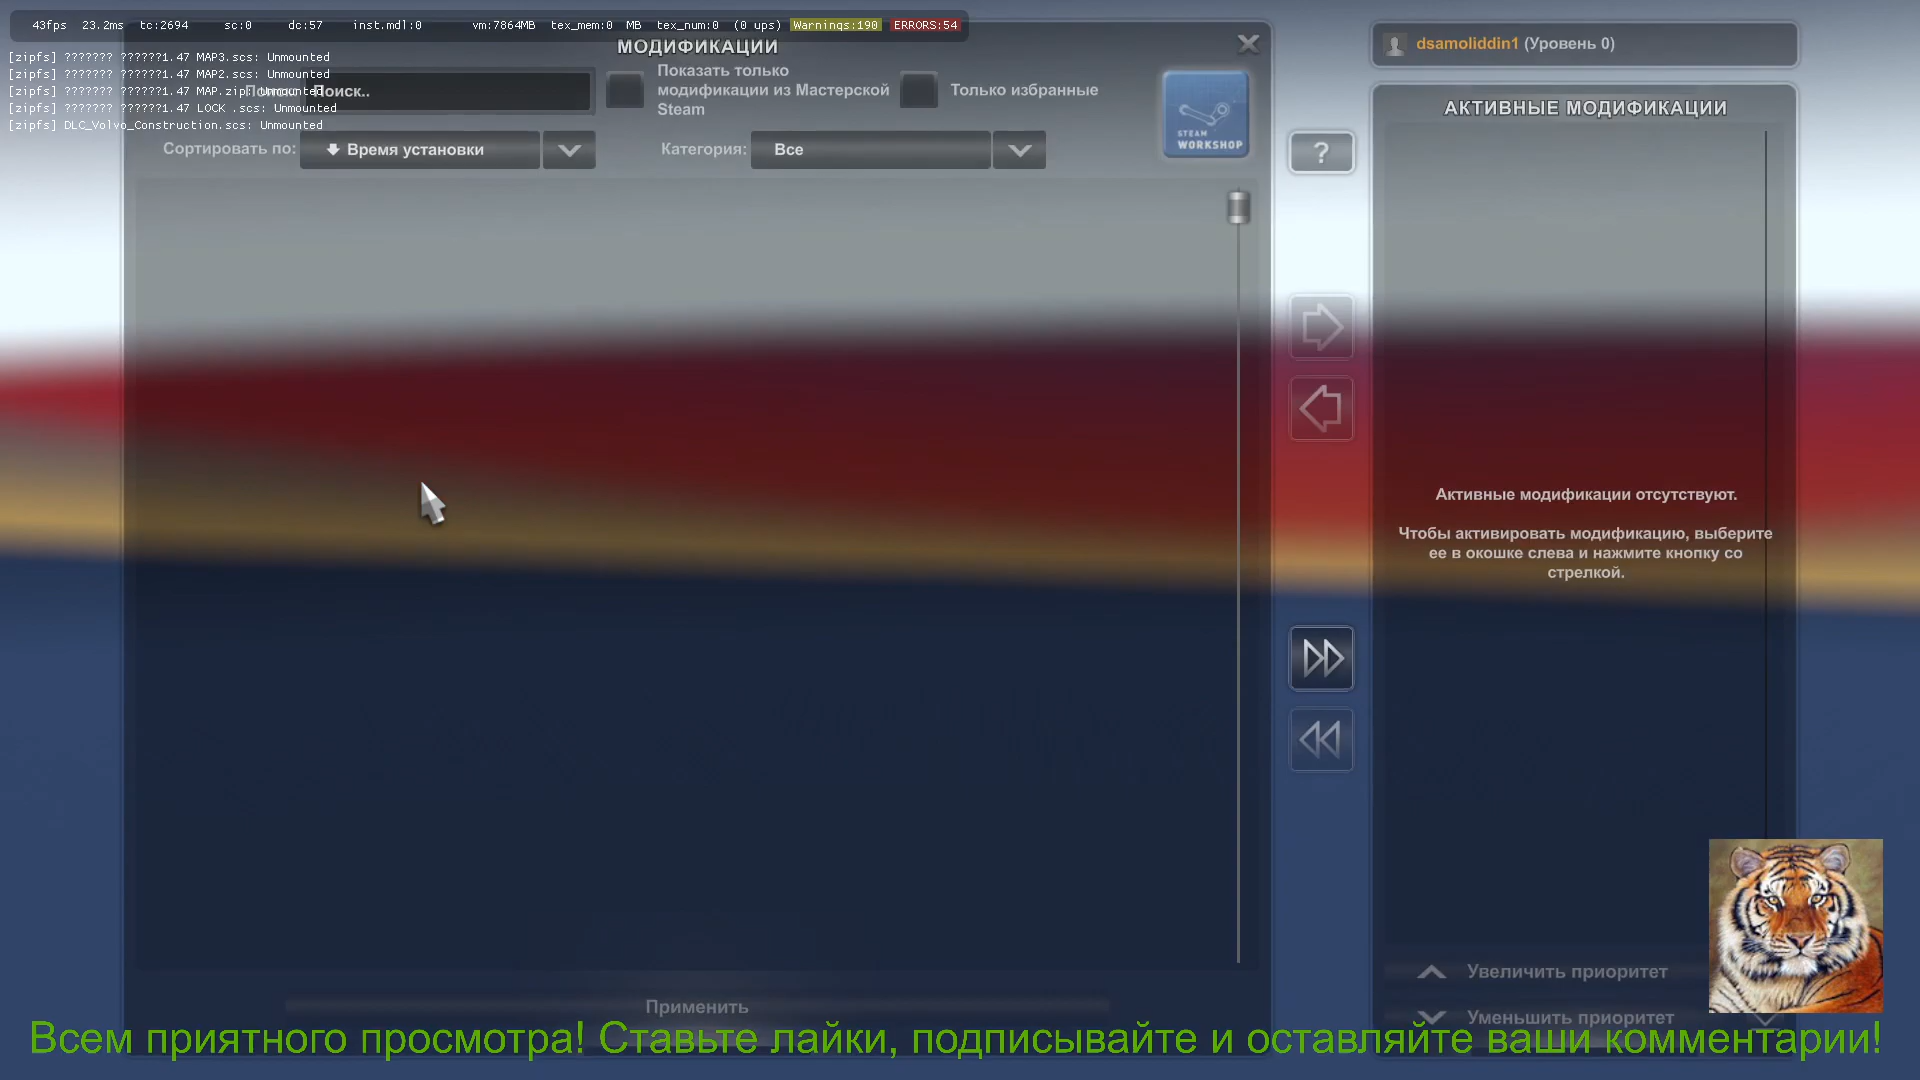 43fps 23.2ms tc:2694 sc:0 dc:57 inst.mdl:0 vm:7864MB tex_mem:0 MB tex_num:0 (0 ups) Warnings:190 ERRORS:54
МОДИФИКАЦИИ
dsamoliddin1 (Уровень 0)
[zipfs] ??????? ??????1.47 MAP3.scs: Unmounted
[zipfs] ??????? ??????1.47 MAP2.scs: Unmounted
[zipfs] ??????? ??????1.47 MAP.zip: Unmounted
[zipfs] ??????? ??????1.47 LOCK .scs: Unmounted
[zipfs] DLC_Volvo_Construction.scs: Unmounted
Поиск..
Показать только
модификации из Мастерской
Steam
Только избранные
STEAM
WORKSHOP
Сортировать по:
Время установки
Категория:
Все
?
АКТИВНЫЕ МОДИФИКАЦИИ
Активные модификации отсутствуют.
Чтобы активировать модификацию, выберите
ее в окошке слева и нажмите кнопку со
стрелкой.
Увеличить приоритет
Уменьшить приоритет
Применить
Всем приятного просмотра! Ставьте лайки, подписывайте и оставляйте ваши комментарии!